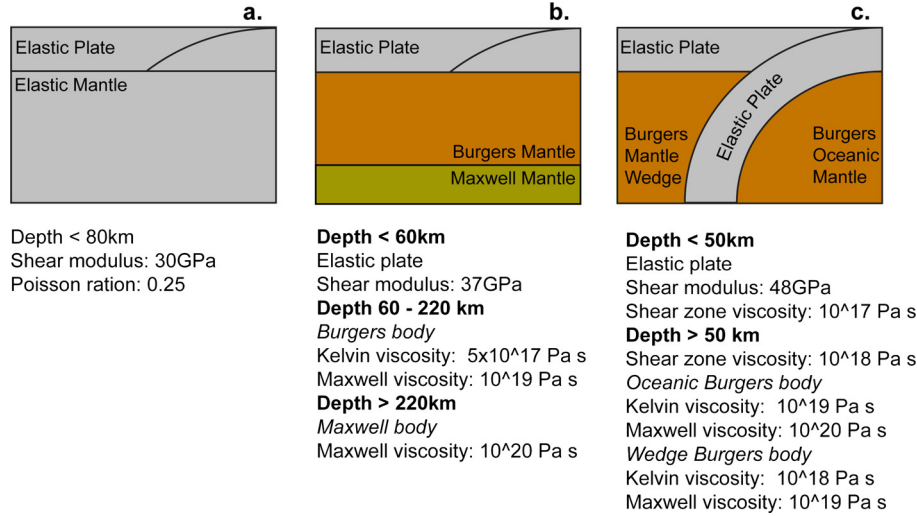 a.
Elastic Plate
Elastic Mantle
Depth < 80km
Shear modulus: 30GPa
Poisson ration: 0.25
b.
Elastic Plate
Burgers Mantle
Maxwell Mantle
Depth < 60km
Elastic plate
Shear modulus: 37GPa
Depth 60 - 220 km
Burgers body
Kelvin viscosity: 5x10^17 Pa s
Maxwell viscosity: 10^19 Pa s
Depth > 220km
Maxwell body
Maxwell viscosity: 10^20 Pa s
c.
Elastic Plate
Elastic Plate
Burgers
Mantle
Wedge
Burgers
Oceanic
Mantle
Depth < 50km
Elastic plate
Shear modulus: 48GPa
Shear zone viscosity: 10^17 Pa s
Depth > 50 km
Shear zone viscosity: 10^18 Pa s
Oceanic Burgers body
Kelvin viscosity: 10^19 Pa s
Maxwell viscosity: 10^20 Pa s
Wedge Burgers body
Kelvin viscosity: 10^18 Pa s
Maxwell viscosity: 10^19 Pa s